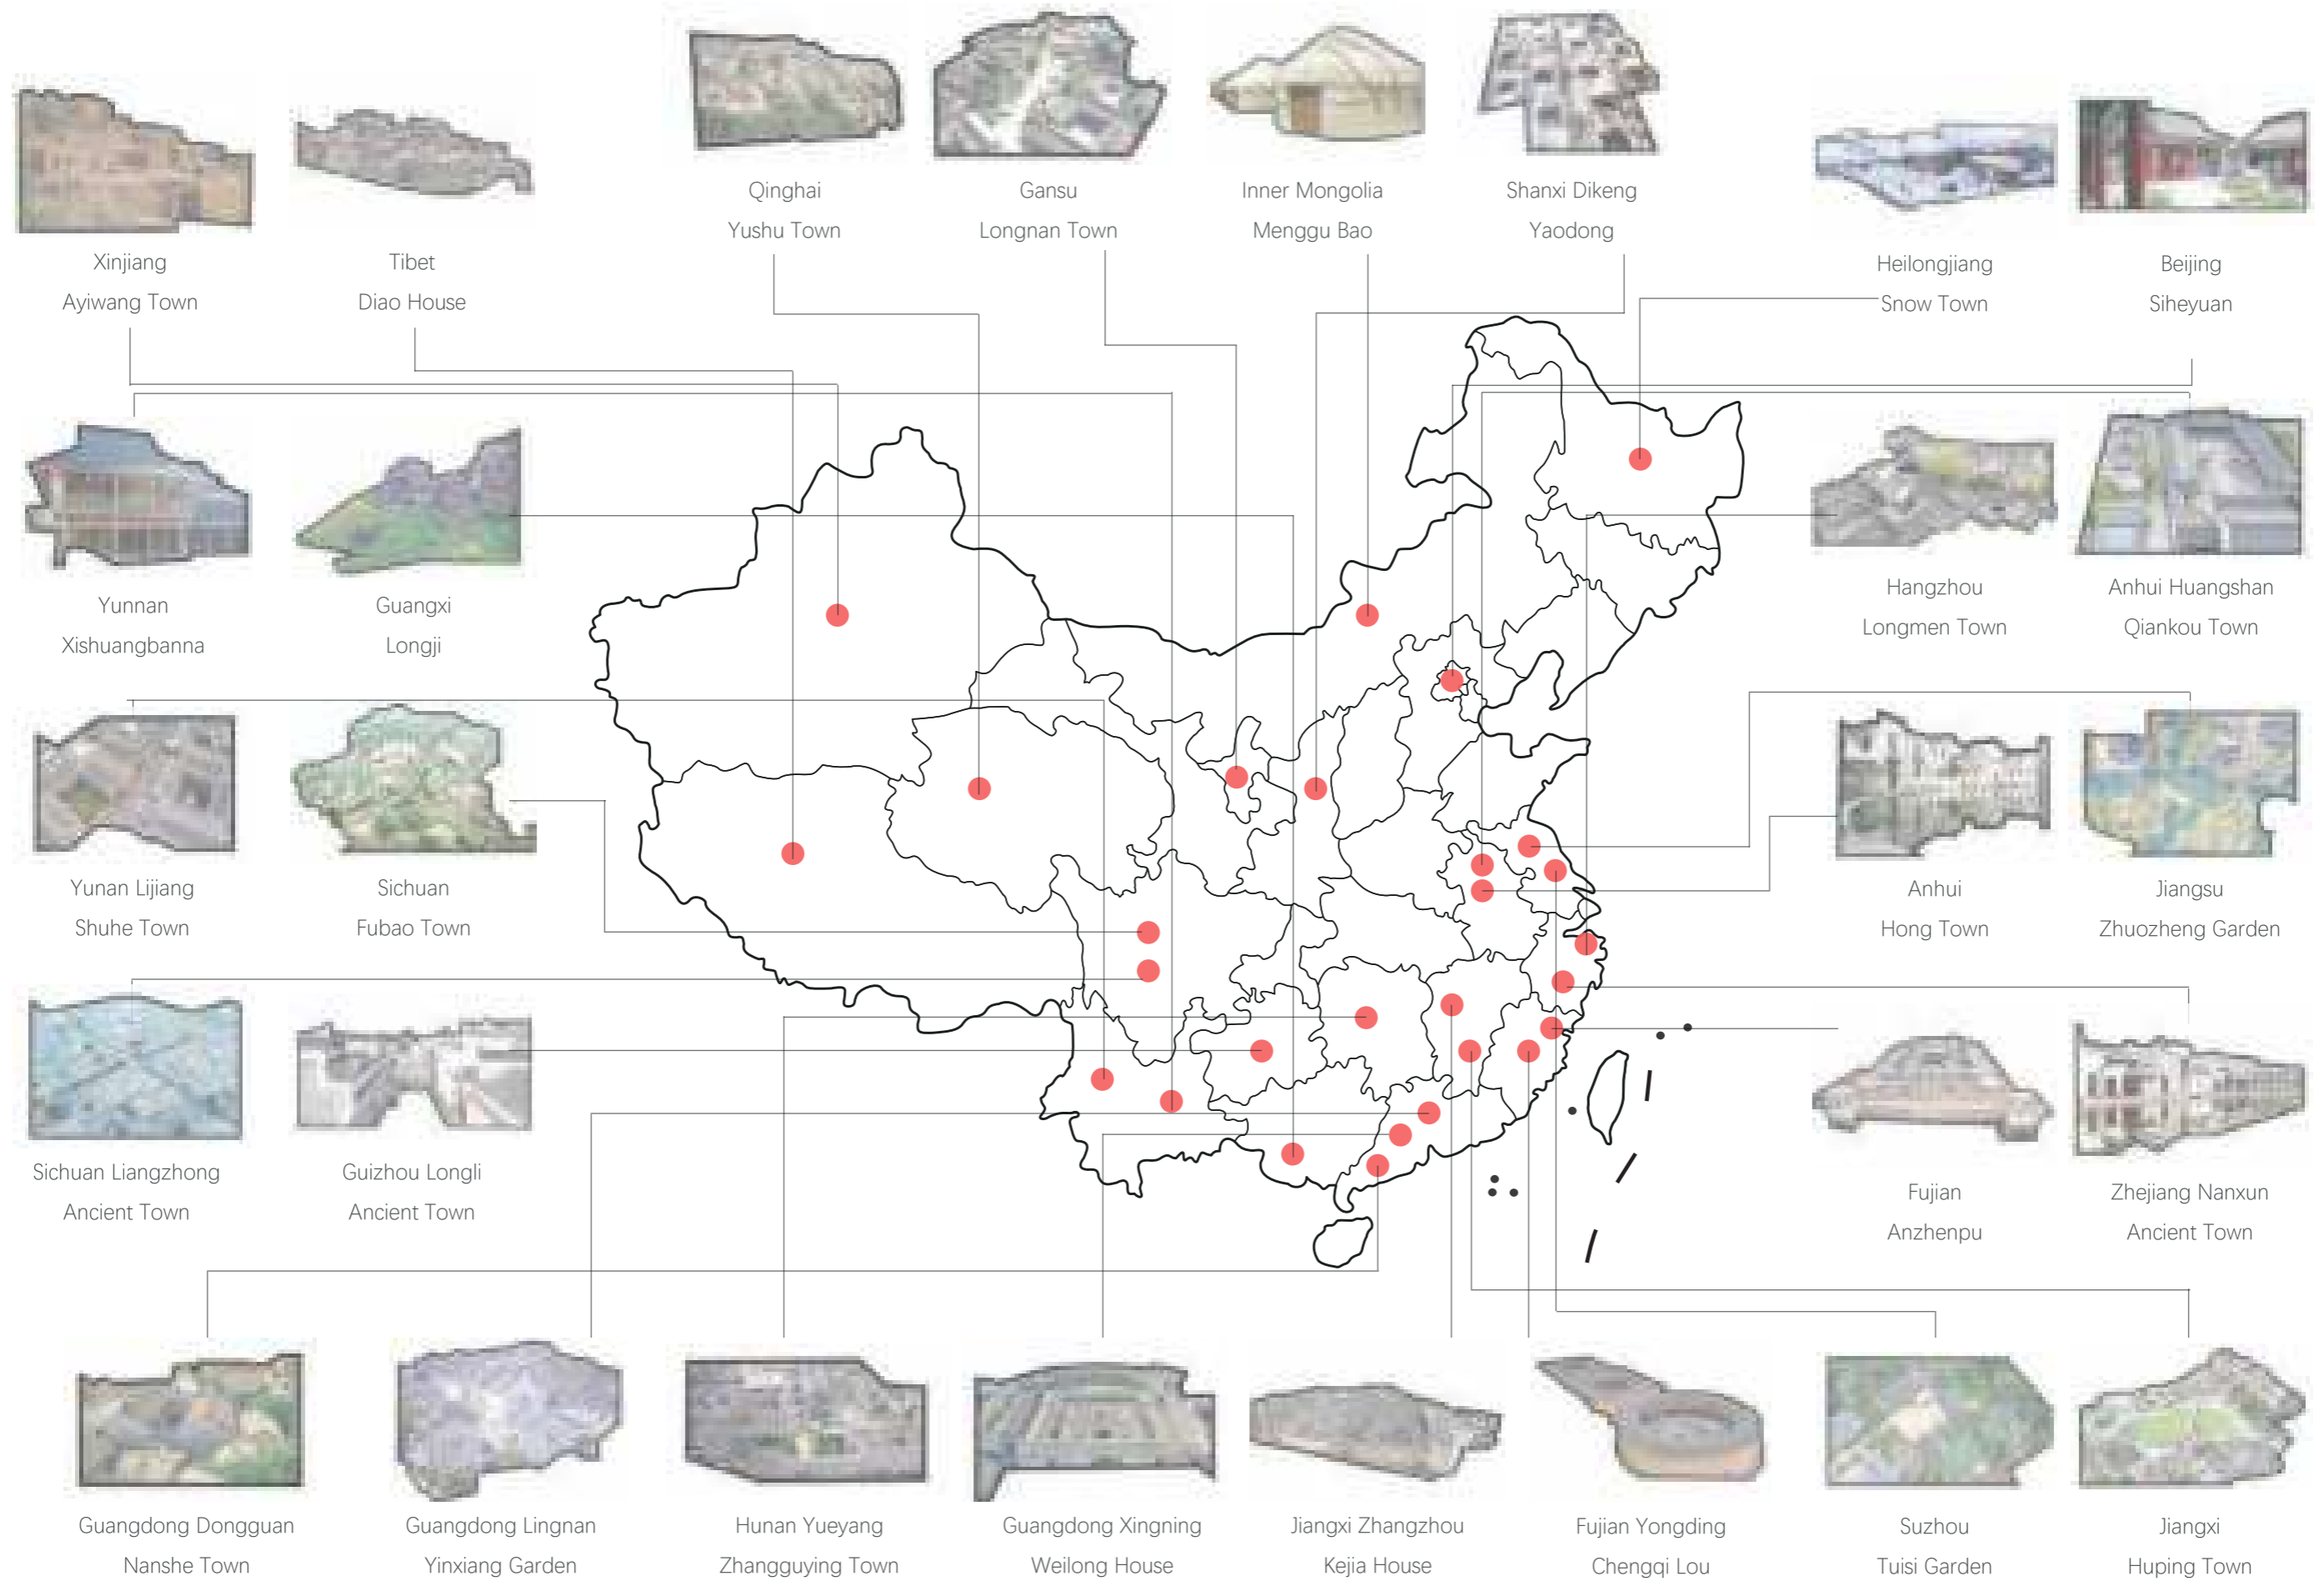 Qinghai
Yushu Town
Gansu
Longnan Town
Inner Mongolia
Menggu Bao
Shanxi Dikeng
Yaodong
Xinjiang
Ayiwang Town
Tibet
Diao House
Heilongjiang
Snow Town
Beijing
Siheyuan
Yunnan
Xishuangbanna
Guangxi
Longji
Hangzhou
Longmen Town
Anhui Huangshan
Qiankou Town
Yunan Lijiang
Shuhe Town
Sichuan
Fubao Town
Anhui
Hong Town
Jiangsu
Zhuozheng Garden
Sichuan Liangzhong
Ancient Town
Guizhou Longli
Ancient Town
Fujian
Anzhenpu
Zhejiang Nanxun
Ancient Town
Guangdong Dongguan
Nanshe Town
Guangdong Lingnan
Yinxiang Garden
Hunan Yueyang
Zhangguying Town
Guangdong Xingning
Weilong House
Jiangxi Zhangzhou
Kejia House
Fujian Yongding
Chengqi Lou
Suzhou
Tuisi Garden
Jiangxi
Huping Town